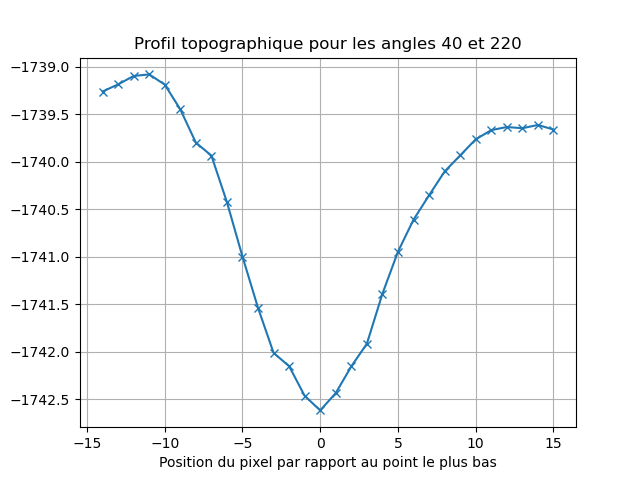 Profil topographique pour les angles 40 et 220
−1739.0
−1739.5
−1740.0
−1740.5
−1741.0
−1741.5
−1742.0
−1742.5
−15 −10 −5 0 5 10 15
Position du pixel par rapport au point le plus bas